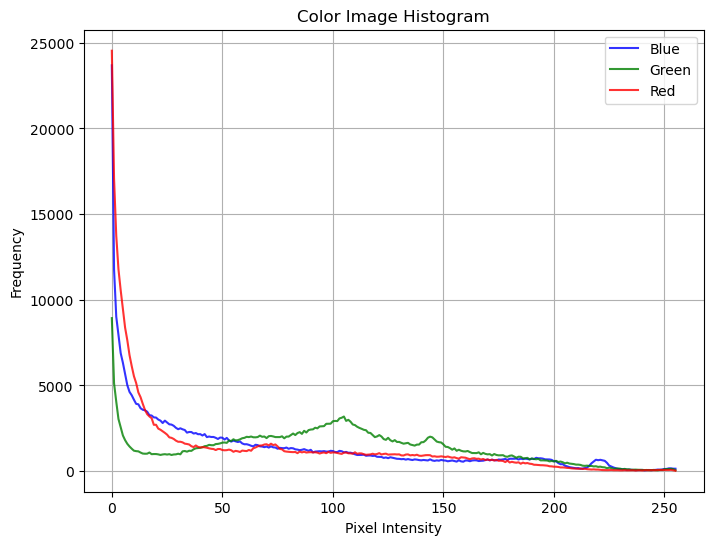 Color Image Histogram
Blue
Green
Red
Frequency
25000
20000
15000
10000
5000
0
0 50 100 150 200 250
Pixel Intensity